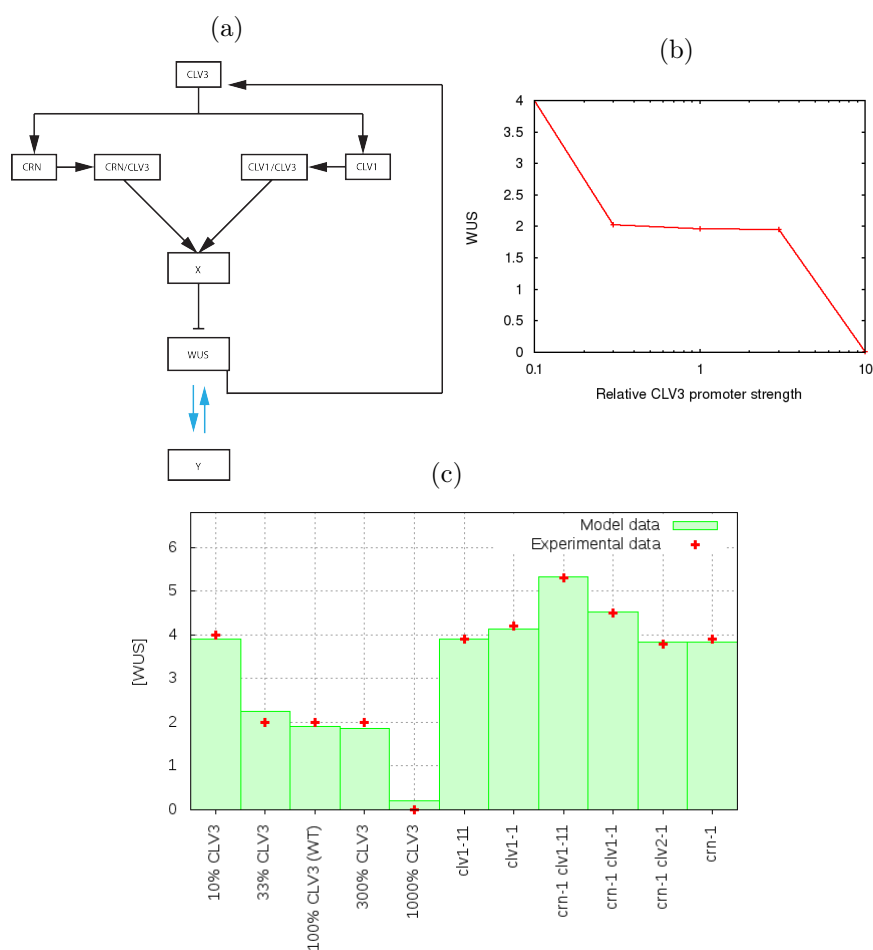 (a)
CLV3
CRN
CRN/CLV3
CLV1/CLV3
CLV1
X
WUS
Y
(b)
4
3.5
3
2.5
2
1.5
1
0.5
0
WUS
0.1
1
10
Relative CLV3 promoter strength
(c)
Model data
Experimental data
6
5
4
3
2
1
0
[WUS]
10% CLV3
33% CLV3
100% CLV3 (WT)
300% CLV3
1000% CLV3
clv1-11
clv1-1
crn-1 clv1-11
crn-1 clv1-1
crn-1 clv2-1
crn-1